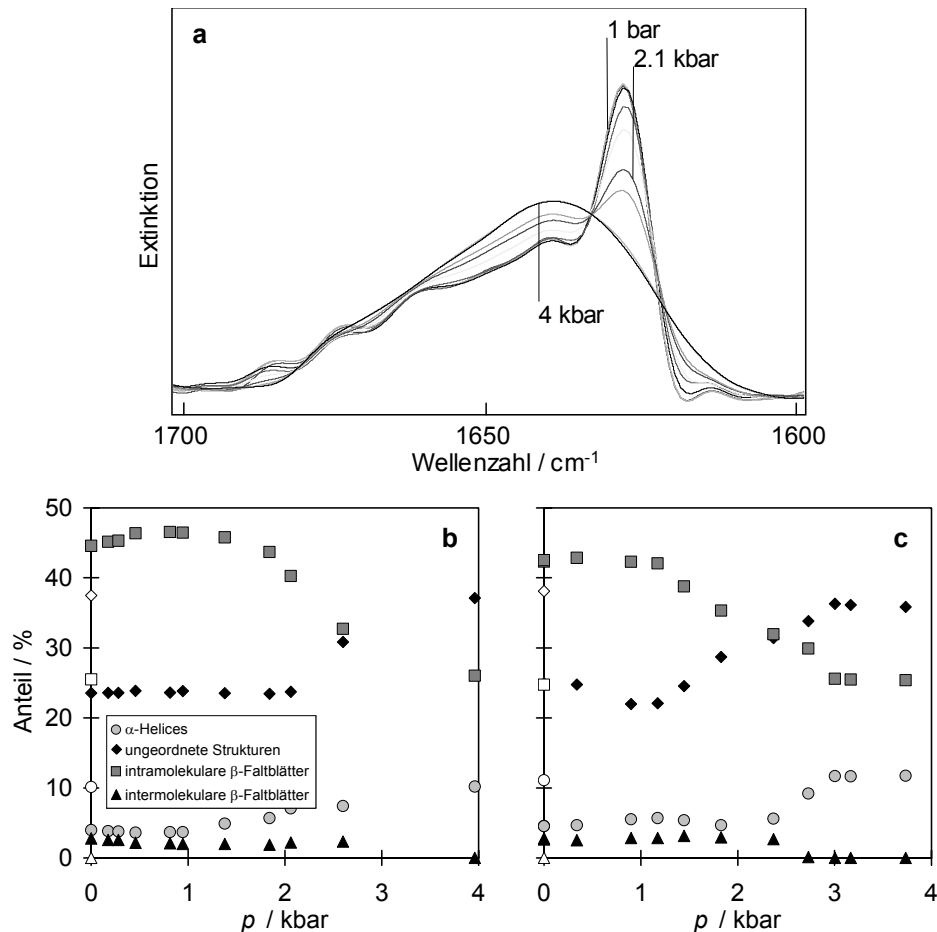 a
1 bar
2.1 kbar
Extinktion
4 kbar
1700
1650
1600
Wellenzahl / cm⁻¹
50
40
30
20
10
0
Anteil / %
b
α-Helices
ungeordnete Strukturen
intramolekulare β-Faltblätter
intermolekulare β-Faltblätter
0 1 2 3 4
p / kbar
c
0 1 2 3 4
p / kbar